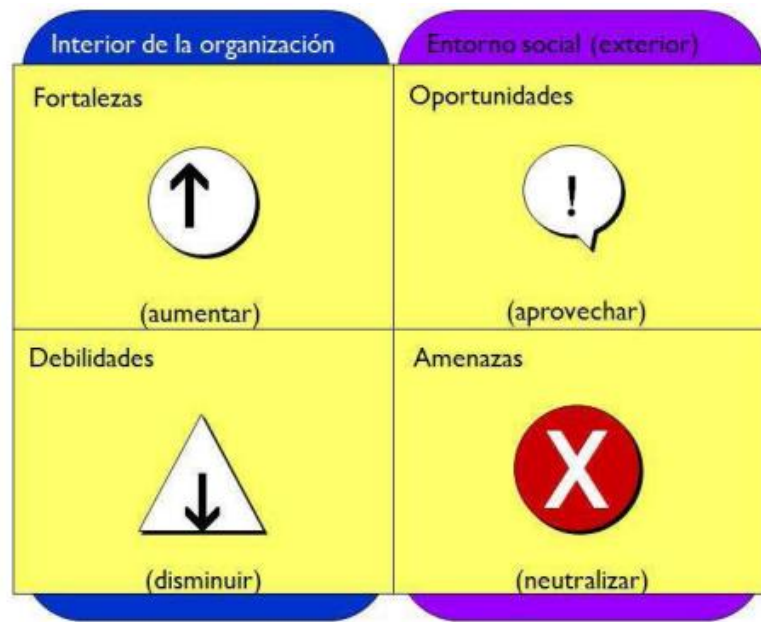 Interior de la organización
Entorno social (exterior)
Fortalezas
Oportunidades
!
(aumentar)
(aprovechar)
Debilidades
Amenazas
X
(disminuir)
(neutralizar)